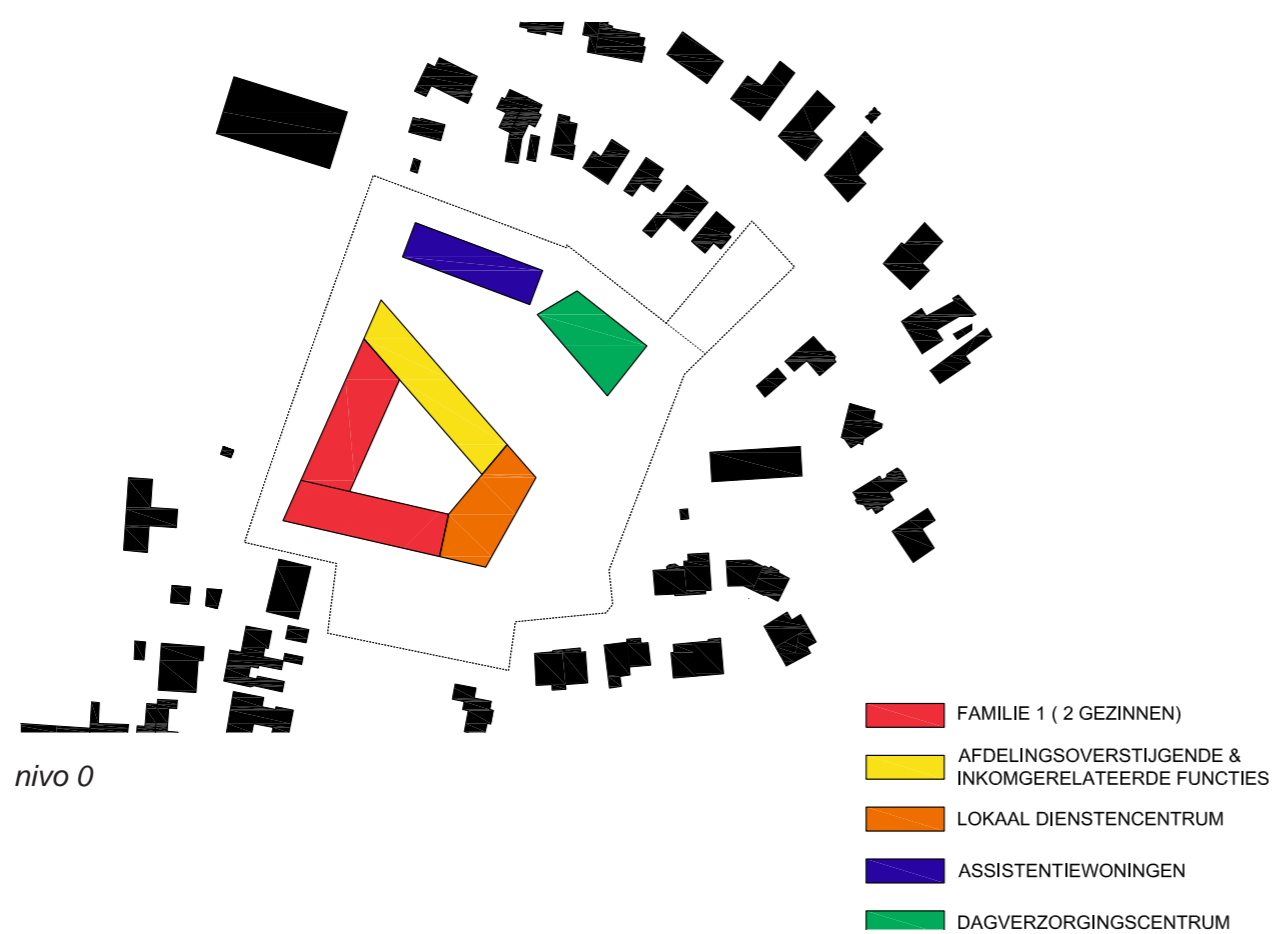 nivo 0
FAMILIE 1 ( 2 GEZINNEN)
AFDELINGSOVERSTIJGENDE &
INKOMGERELATEERDE FUNCTIES
LOKAAL DIENSTENCENTRUM
ASSISTENTIEWONINGEN
DAGVERZORGINGSCENTRUM